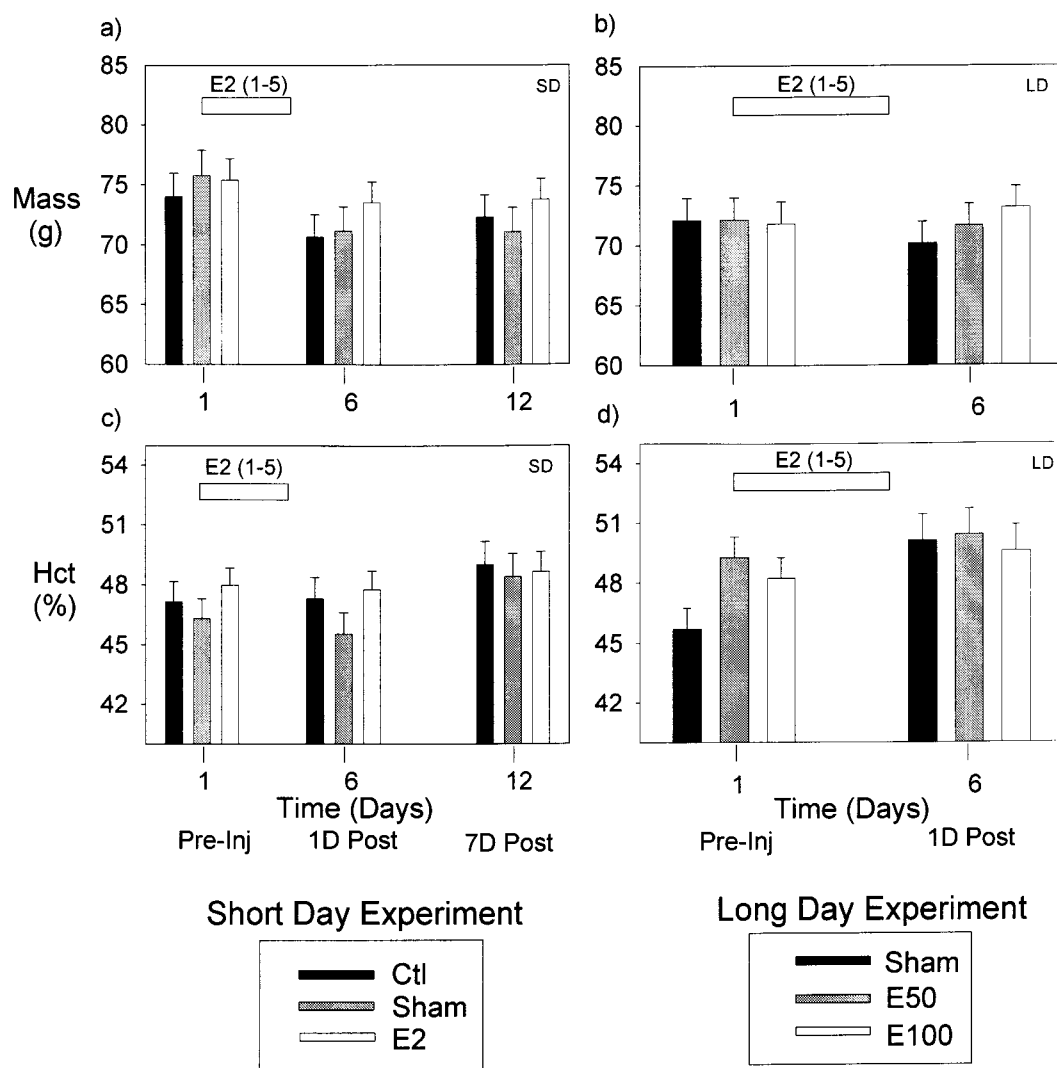 a)
85
E2 (1-5)
SD
80
75
Mass
(g)
70
65
60
1
6
12
b)
85
E2 (1-5)
LD
80
75
70
65
60
1
6
c)
54
E2 (1-5)
SD
51
Hct
(%)
48
45
42
1
6
12
Time (Days)
Pre-Inj
1D Post
7D Post
d)
54
E2 (1-5)
LD
51
48
45
42
1
6
Time (Days)
Pre-Inj
1D Post
Short Day Experiment
Ctl
Sham
E2
Long Day Experiment
Sham
E50
E100